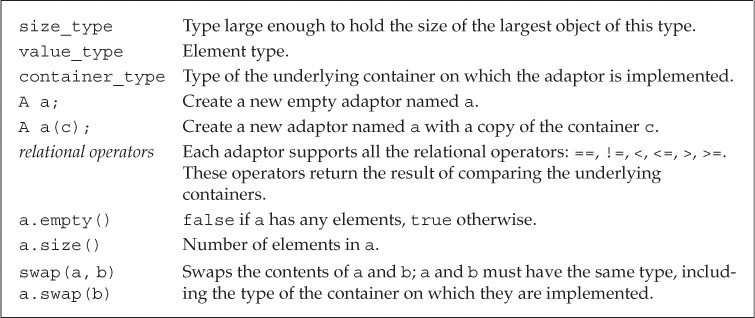 size_type Type large enough to hold the size of the largest object of this type.
value_type Element type.
container_type Type of the underlying container on which the adaptor is implemented.
A a; Create a new empty adaptor named a.
A a(c); Create a new adaptor named a with a copy of the container c.
relational operators Each adaptor supports all the relational operators: ==, !=, <, <=, >, >=.
These operators return the result of comparing the underlying
containers.
a.empty() false if a has any elements, true otherwise.
a.size() Number of elements in a.
swap(a, b) Swaps the contents of a and b; a and b must have the same type, includ-
a.swap(b) ing the type of the container on which they are implemented.